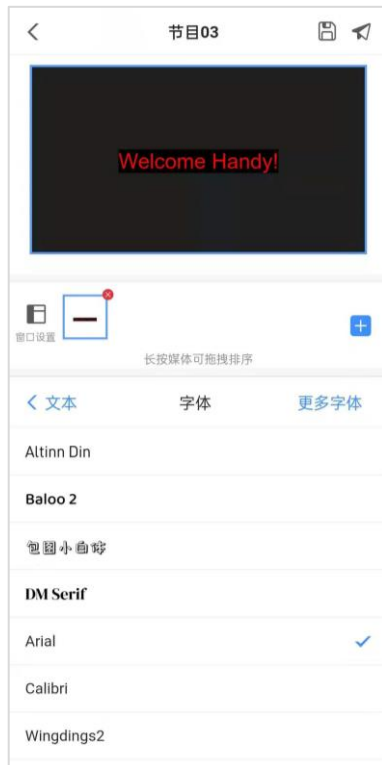 节目03
Welcome Handy!
窗口设置
长按媒体可拖拽排序
文本 字体 更多字体
Altinn Din
Baloo 2
包图小白体
DM Serif
Arial
Calibri
Wingdings2